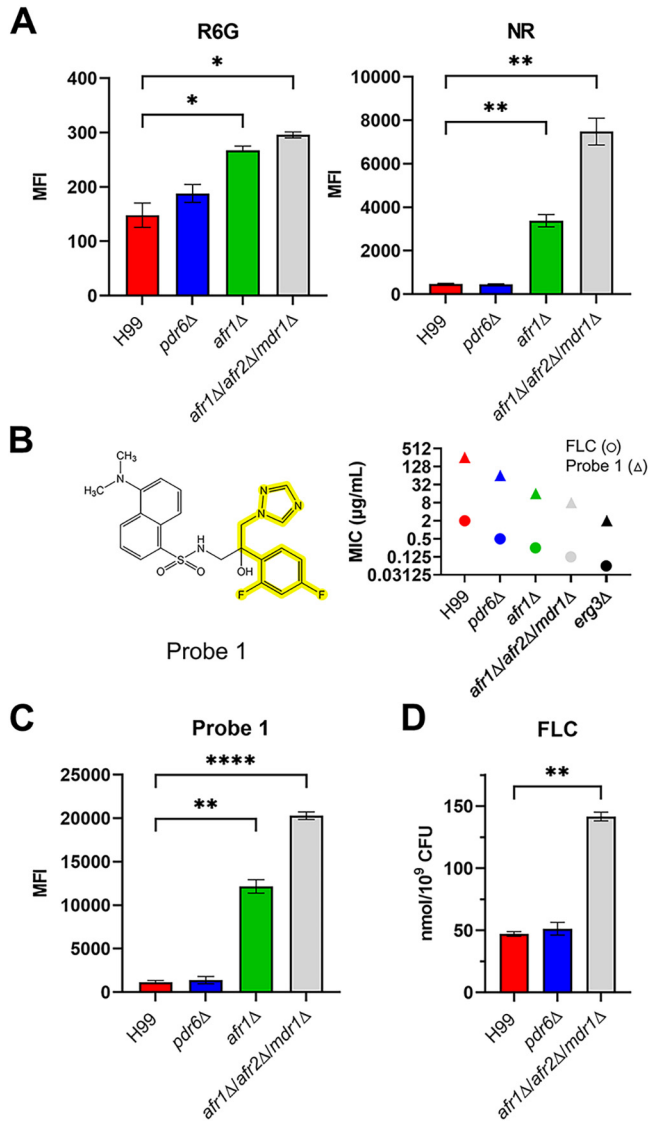 A
R6G
*
*
400
300
200
100
0
MFI
H99
pdr6Δ
afr1Δ
afr1Δ/afr2Δ/mdr1Δ
NR
**
**
10000
8000
6000
4000
2000
0
MFI
H99
pdr6Δ
afr1Δ
afr1Δ/afr2Δ/mdr1Δ
B
CH₃
H₃C
N
N
N
N
H
N
S
O
O
OH
F
F
Probe 1
FLC (○)
Probe 1 (△)
512
128
32
8
2
0.5
0.125
0.03125
MIC (µg/mL)
H99
pdr6Δ
afr1Δ
afr1Δ/afr2Δ/mdr1Δ
erg3Δ
C
Probe 1
****
**
25000
20000
15000
10000
5000
0
MFI
H99
pdr6Δ
afr1Δ
afr1Δ/afr2Δ/mdr1Δ
D
FLC
**
150
100
50
0
nmol/10⁹ CFU
H99
pdr6Δ
afr1Δ/afr2Δ/mdr1Δ